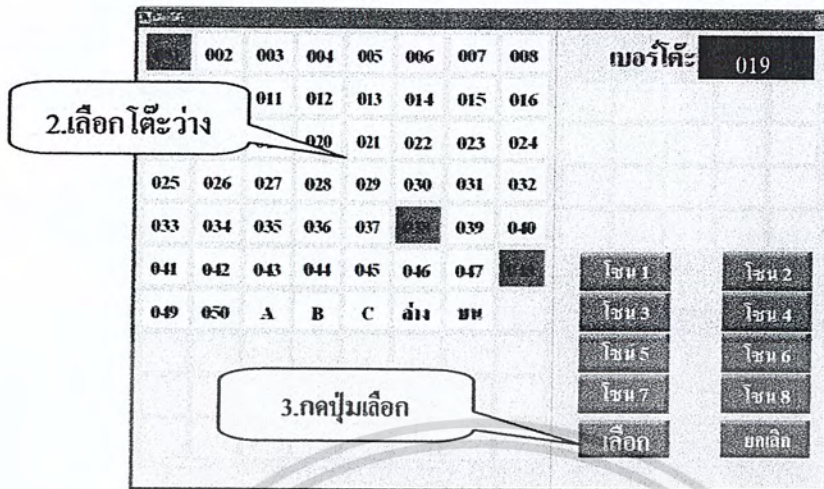 002 003 004 005 006 007 008
เบอร์โต๊ะ 019
011 012 013 014 015 016
2.เลือกโต๊ะว่าง
020 021 022 023 024
025 026 027 028 029 030 031 032
033 034 035 036 037 039 040
041 042 043 044 045 046 047
โซน 1 โซน 2
049 050 A B C ล่าง บน
โซน 3 โซน 4
โซน 5 โซน 6
โซน 7 โซน 8
3.กดปุ่มเลือก
เลือก ยกเลิก